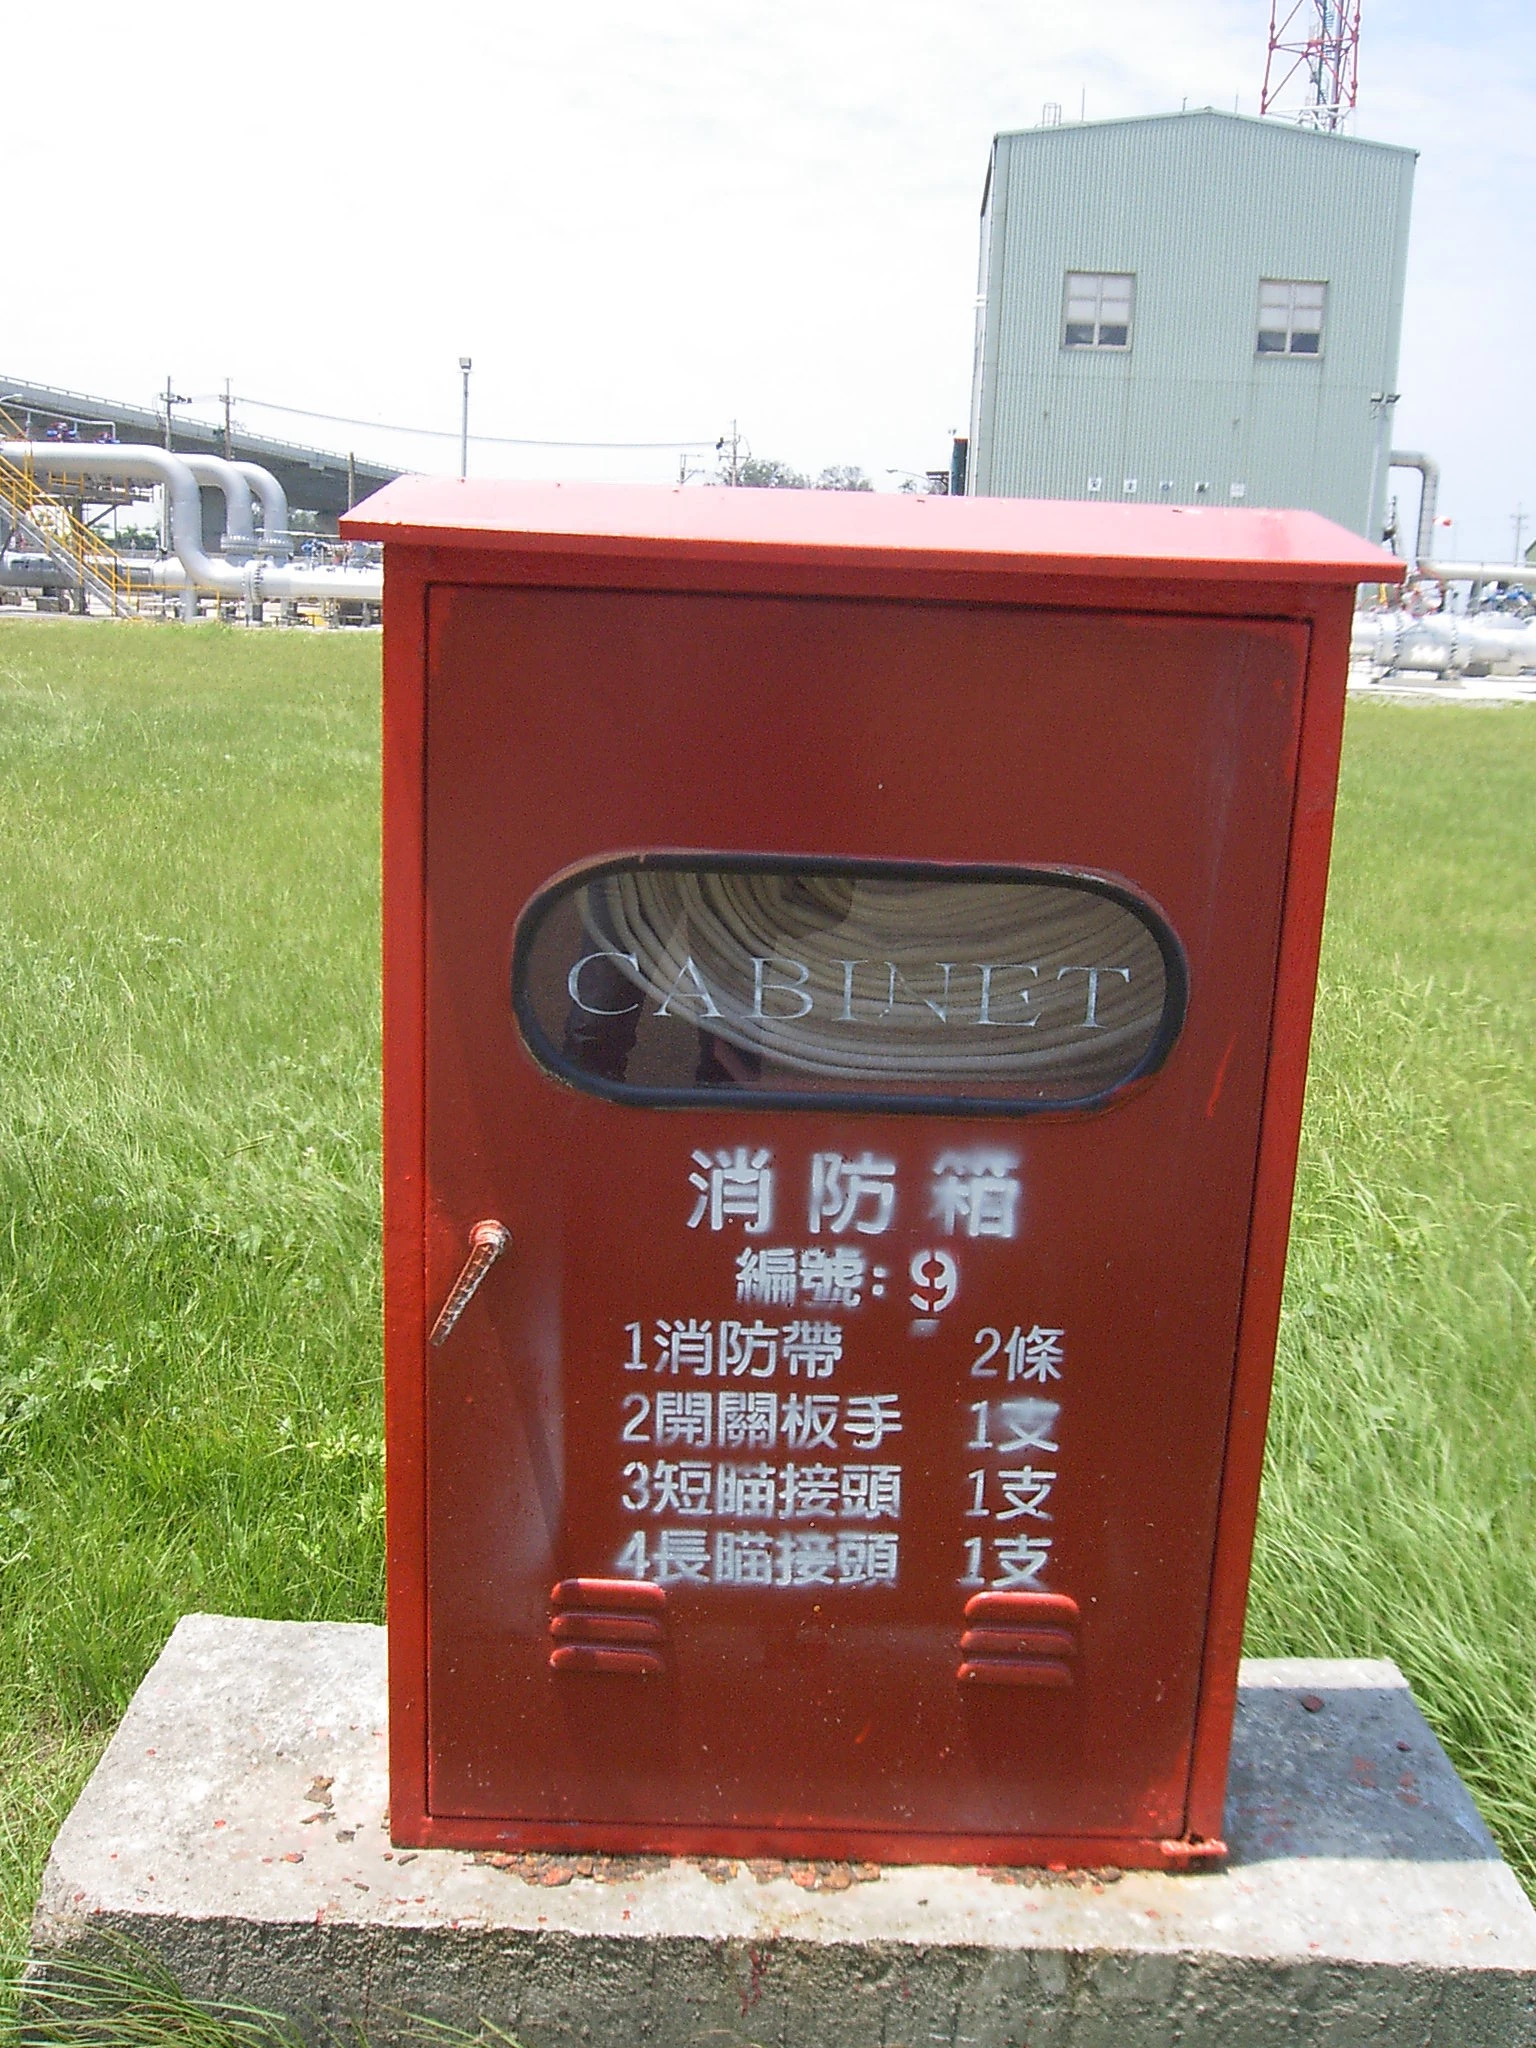 CABINET
消防箱
編號:9
1消防帶 2條
2開關板手 1支
3短瞄接頭 1支
4長瞄接頭 1支